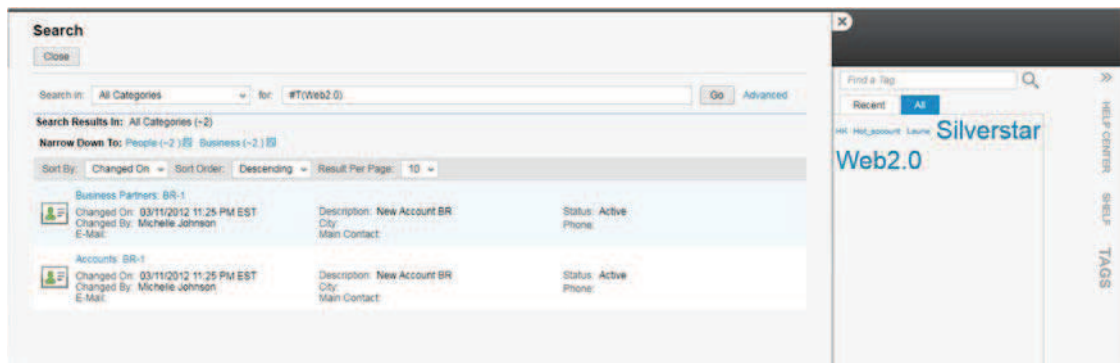 Search
Close
Search in: All Categories for: #T(Web2.0) Go Advanced
Search Results In: All Categories (~2)
Narrow Down To: People (~2) Business (~2)
Sort By: Changed On Sort Order: Descending Result Per Page: 10
Business Partners: BR-1
Changed On: 03/11/2012 11:25 PM EST Description: New Account BR Status: Active
Changed By: Michelle Johnson City: Phone:
E-Mail: Main Contact:
Accounts: BR-1
Changed On: 03/11/2012 11:25 PM EST Description: New Account BR Status: Active
Changed By: Michelle Johnson City: Phone:
E-Mail: Main Contact:
Find a Tag
Recent All
HK Hot_account Laurie Silverstar
Web2.0
HELP CENTER
SHELF
TAGS